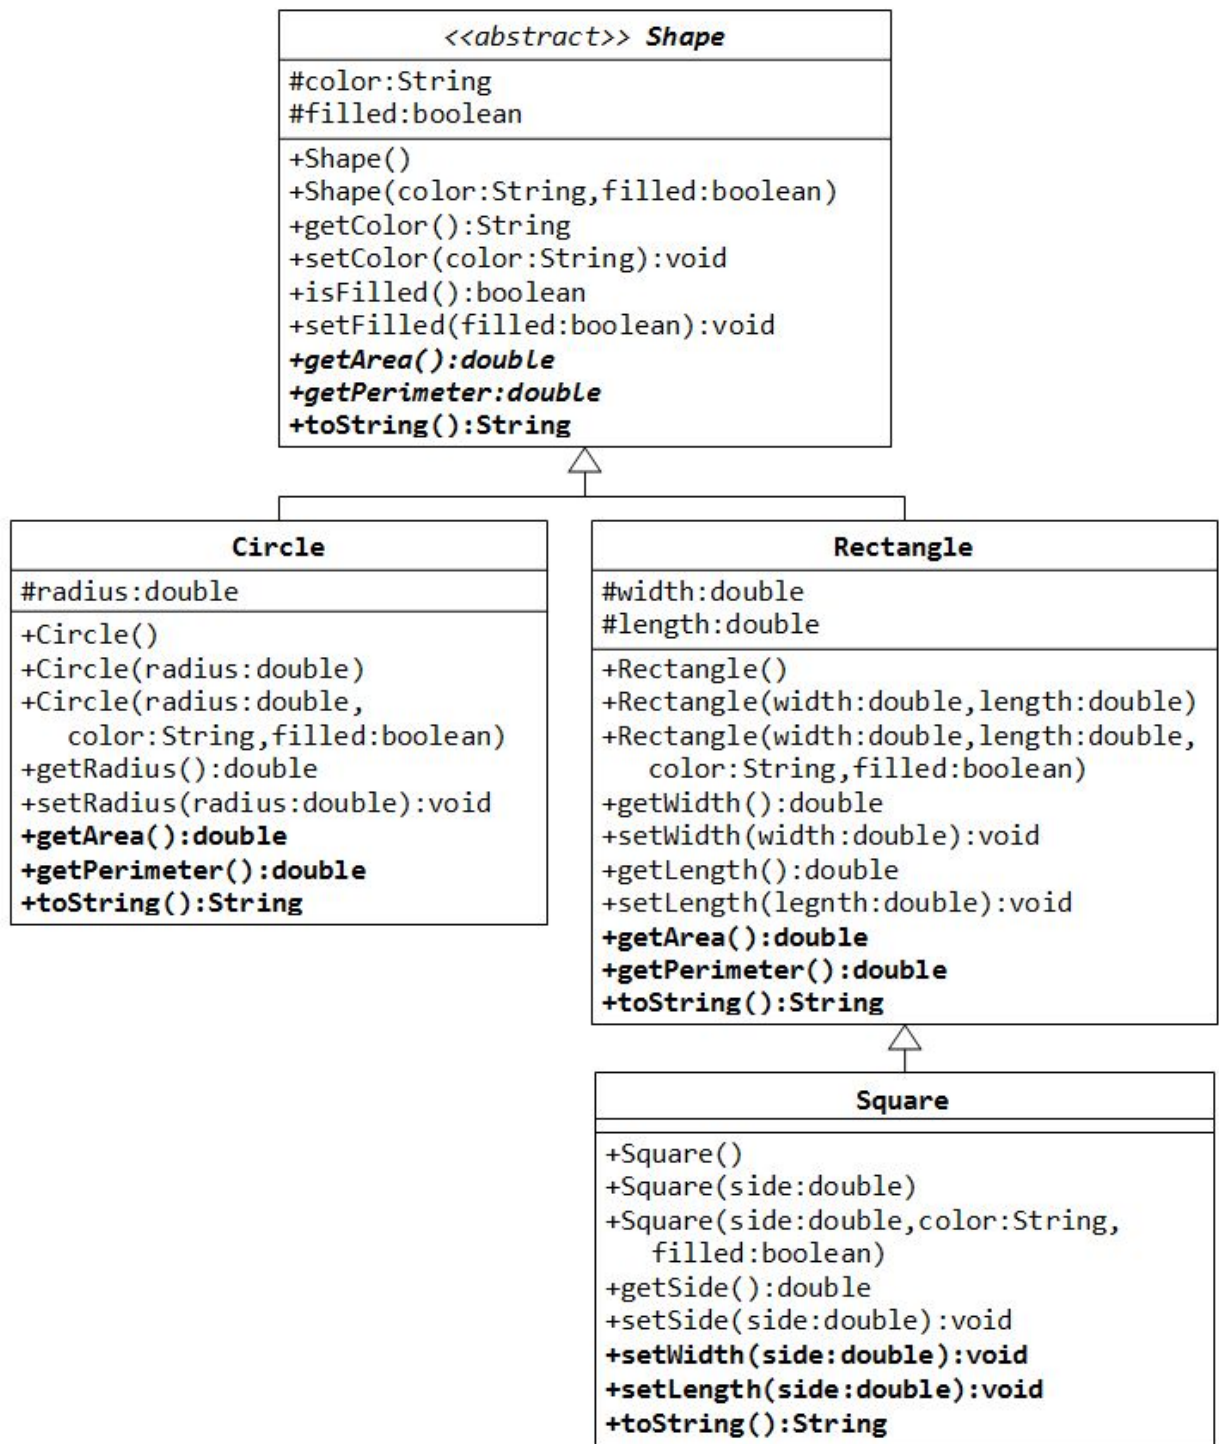 <<abstract>> Shape
#color:String
#filled:boolean
+Shape()
+Shape(color:String,filled:boolean)
+getColor():String
+setColor(color:String):void
+isFilled():boolean
+setFilled(filled:boolean):void
+getArea():double
+getPerimeter:double
+toString():String
Circle
#radius:double
+Circle()
+Circle(radius:double)
+Circle(radius:double,
color:String,filled:boolean)
+getRadius():double
+setRadius(radius:double):void
+getArea():double
+getPerimeter():double
+toString():String
Rectangle
#width:double
#length:double
+Rectangle()
+Rectangle(width:double,length:double)
+Rectangle(width:double,length:double,
color:String,filled:boolean)
+getWidth():double
+setWidth(width:double):void
+getLength():double
+setLength(legnth:double):void
+getArea():double
+getPerimeter():double
+toString():String
Square
+Square()
+Square(side:double)
+Square(side:double,color:String,
filled:boolean)
+getSide():double
+setSide(side:double):void
+setWidth(side:double):void
+setLength(side:double):void
+toString():String